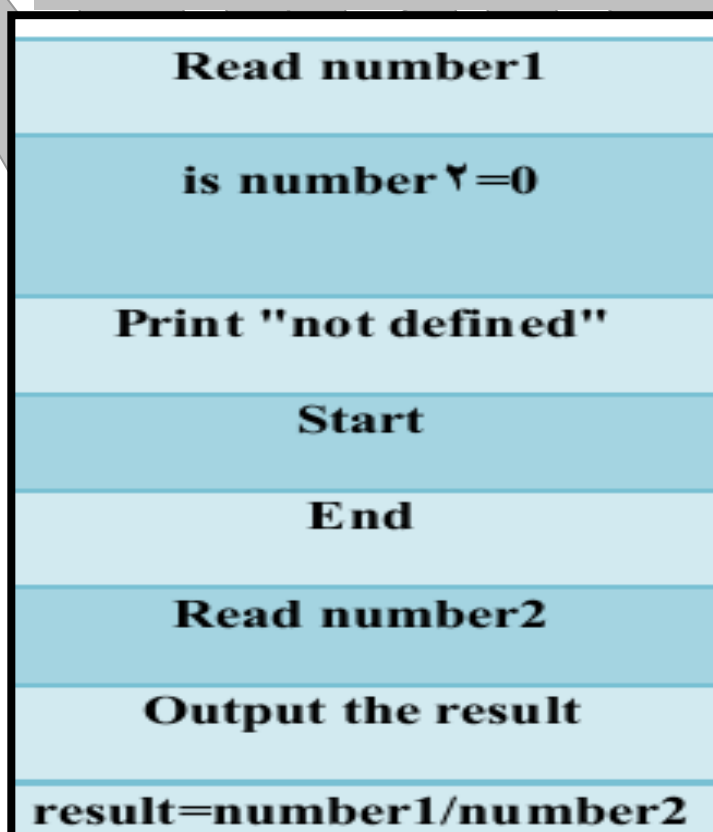 Read number1
is number٢=0
Print "not defined"
Start
End
Read number2
Output the result
result=number1/number2